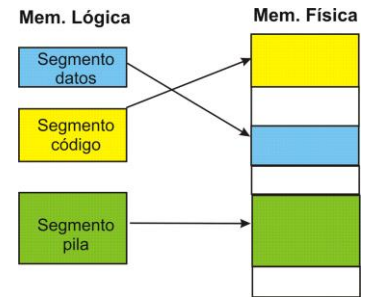 Mem. Lógica
Mem. Física
Segmento
datos
Segmento
código
Segmento
pila